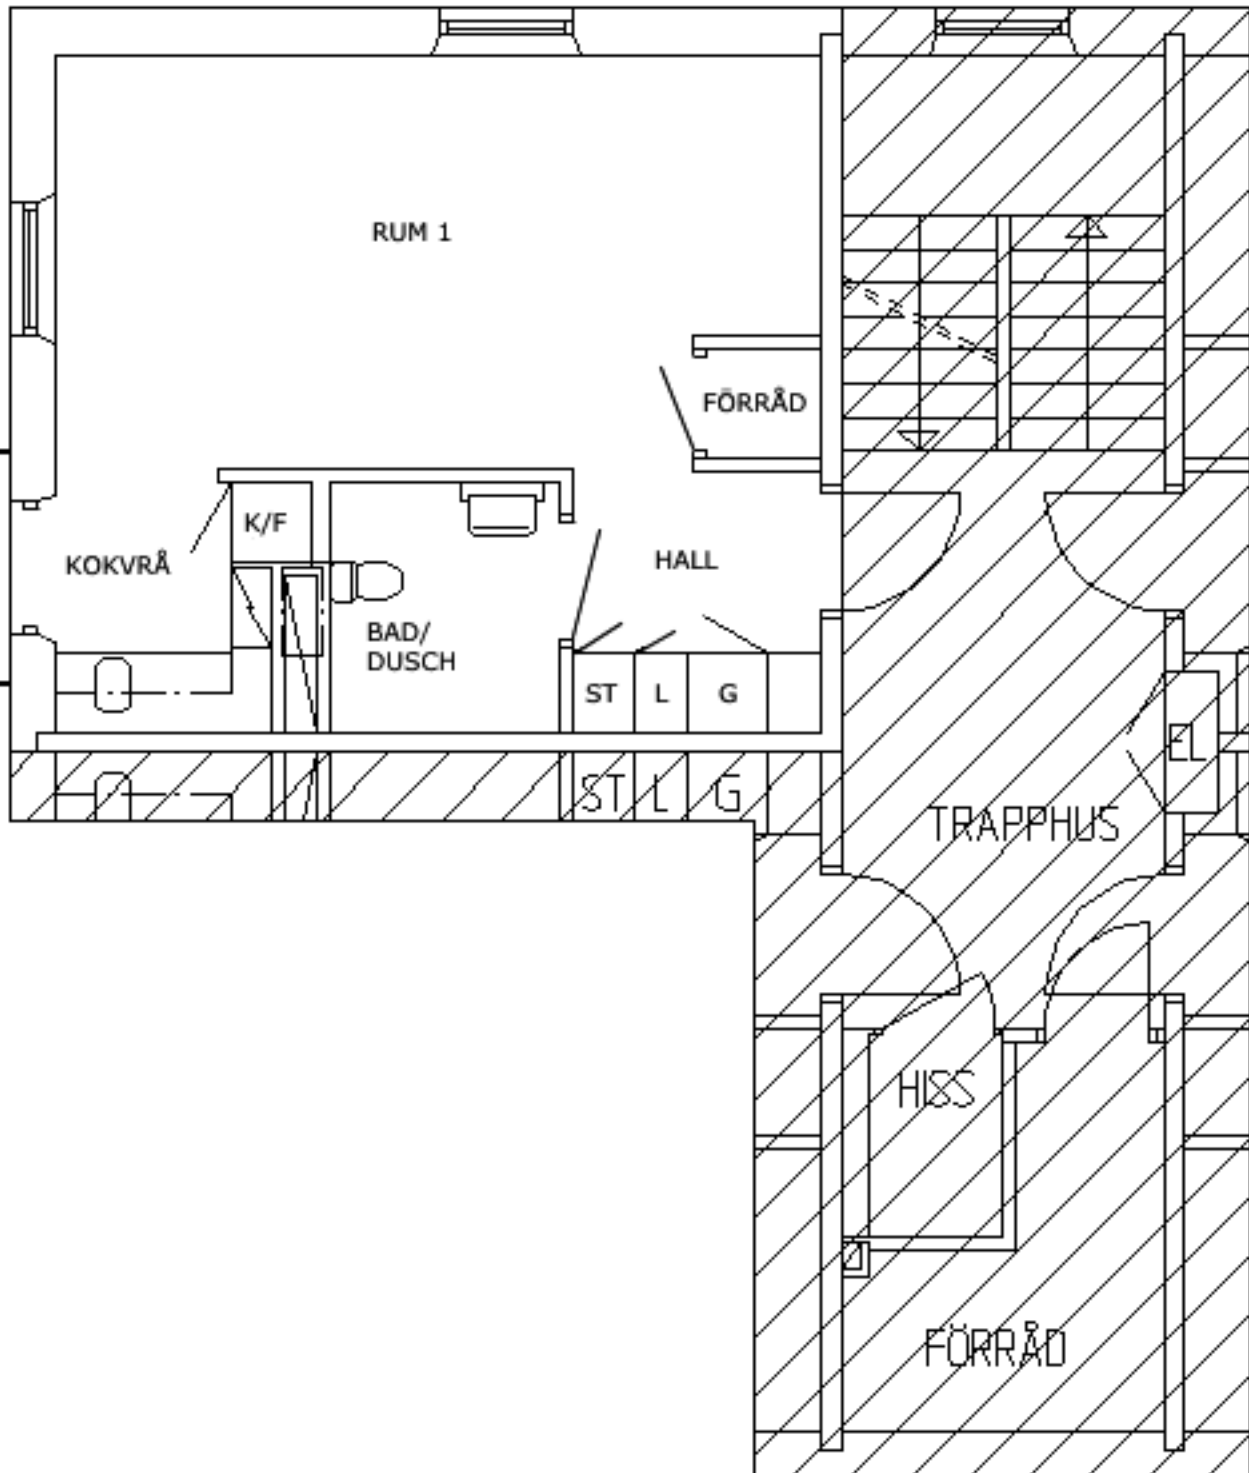 RUM 1
FÖRRÅD
K/F
KOKVRÅ
HALL
BAD/
DUSCH
ST L G
EL
ST L G
TRAPPHUS
HISS
FÖRRÅD